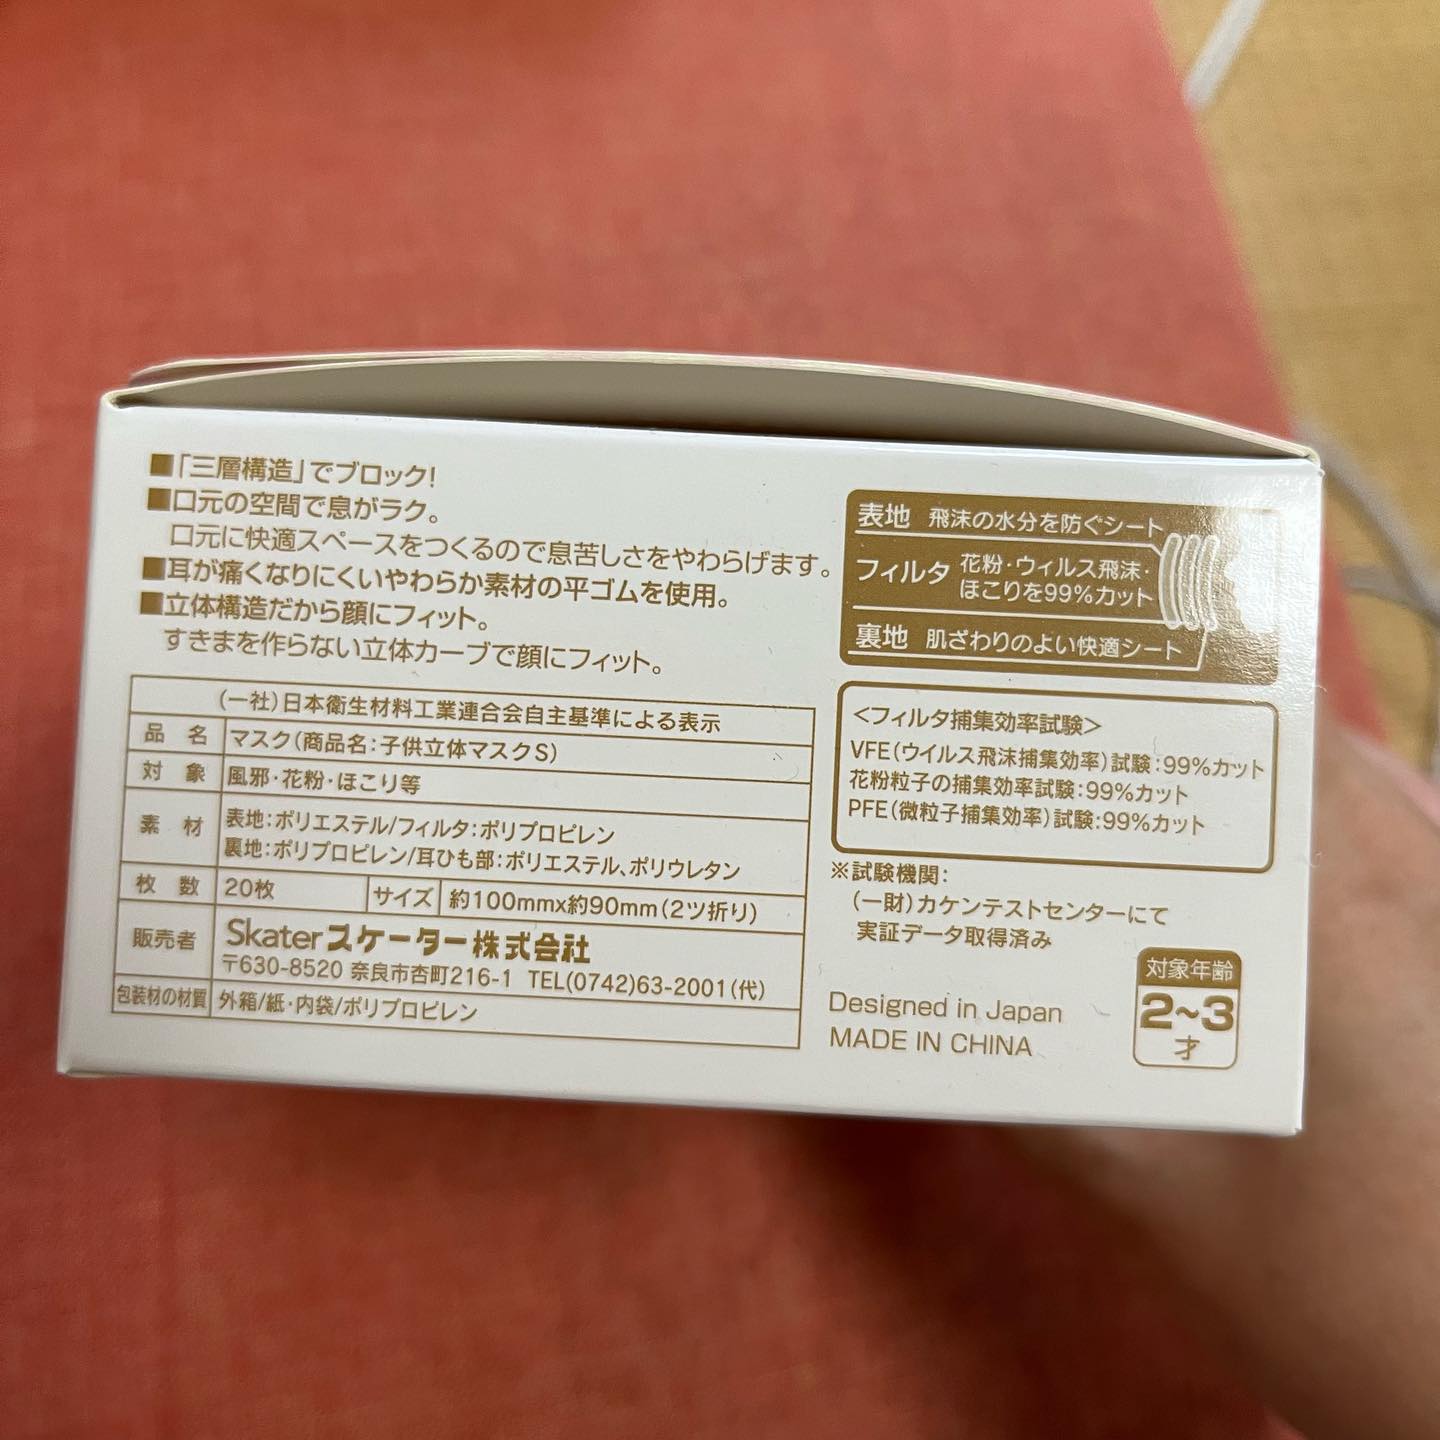 ■「三層構造」でブロック!
■口元の空間で息がラク。
口元に快適スペースをつくるので息苦しさをやわらげます。
■耳が痛くなりにくいやわらか素材の平ゴムを使用。
■立体構造だから顔にフィット。
すきまを作らない立体カーブで顔にフィット。
(一社)日本衛生材料工業連合会自主基準による表示
品名 マスク(商品名:子供立体マスクS)
対象 風邪・花粉・ほこり等
素材 表地:ポリエステル/フィルタ:ポリプロピレン
裏地:ポリプロピレン/耳ひも部:ポリエステル、ポリウレタン
枚数 20枚 サイズ 約100mmx約90mm(2ツ折り)
販売者 Skater スケーター株式会社
〒630-8520 奈良市杏町216-1 TEL(0742)63-2001(代)
包装材の材質 外箱/紙・内袋/ポリプロピレン
表地 飛沫の水分を防ぐシート
フィルタ 花粉・ウィルス飛沫・
ほこりを99%カット
裏地 肌ざわりのよい快適シート
<フィルタ捕集効率試験>
VFE(ウイルス飛沫捕集効率)試験:99%カット
花粉粒子の捕集効率試験:99%カット
PFE(微粒子捕集効率)試験:99%カット
※試験機関:
(一財)カケンテストセンターにて
実証データ取得済み
Designed in Japan
MADE IN CHINA
対象年齢
2~3
才